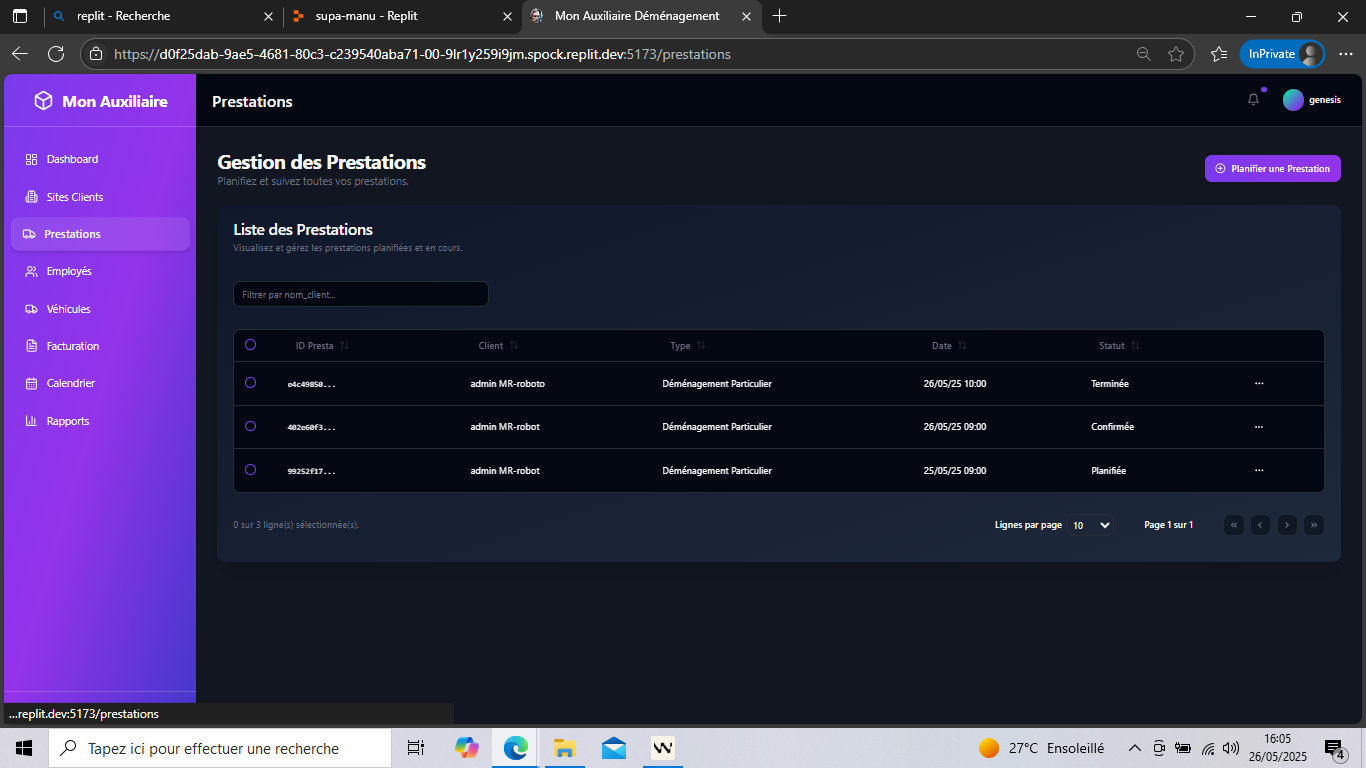 replit - Recherche
supa-manu - Replit
Mon Auxiliaire Déménagement
https://d0f25dab-9ae5-4681-80c3-c239540aba71-00-9lr1y259i9jm.spock.replit.dev:5173/prestations
InPrivate
Mon Auxiliaire
Prestations
genesis
Dashboard
Sites Clients
Prestations
Employés
Véhicules
Facturation
Calendrier
Rapports
Gestion des Prestations
Planifiez et suivez toutes vos prestations.
Planifier une Prestation
Liste des Prestations
Visualisez et gérez les prestations planifiées et en cours.
Filtrer par nom_client...
ID Presta Client Type Date Statut
e4c49850... admin MR-roboto Déménagement Particulier 26/05/25 10:00 Terminée ...
402e60f3... admin MR-robot Déménagement Particulier 26/05/25 09:00 Confirmée ...
99252f17... admin MR-robot Déménagement Particulier 25/05/25 09:00 Planifiée ...
0 sur 3 ligne(s) sélectionnée(s).
Lignes par page 10 Page 1 sur 1 « ‹ › »
...replit.dev:5173/prestations
Tapez ici pour effectuer une recherche
27°C Ensoleillé
16:05
26/05/2025
4